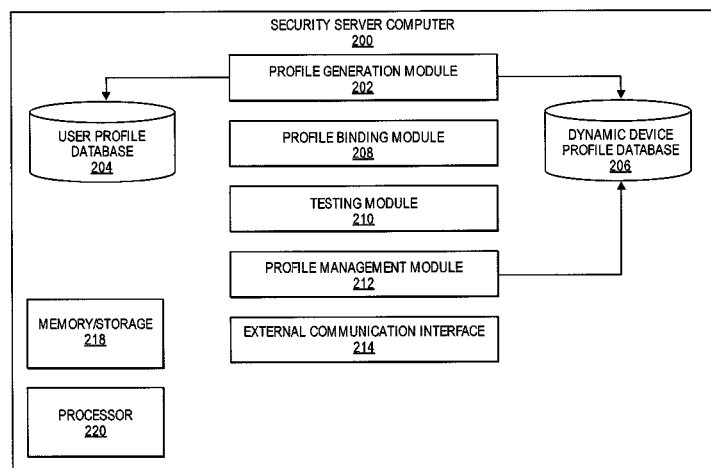 SECURITY SERVER COMPUTER
200
PROFILE GENERATION MODULE
202
USER PROFILE
DATABASE
204
PROFILE BINDING MODULE
208
DYNAMIC DEVICE
PROFILE DATABASE
206
TESTING MODULE
210
PROFILE MANAGEMENT MODULE
212
MEMORY/STORAGE
218
EXTERNAL COMMUNICATION INTERFACE
214
PROCESSOR
220